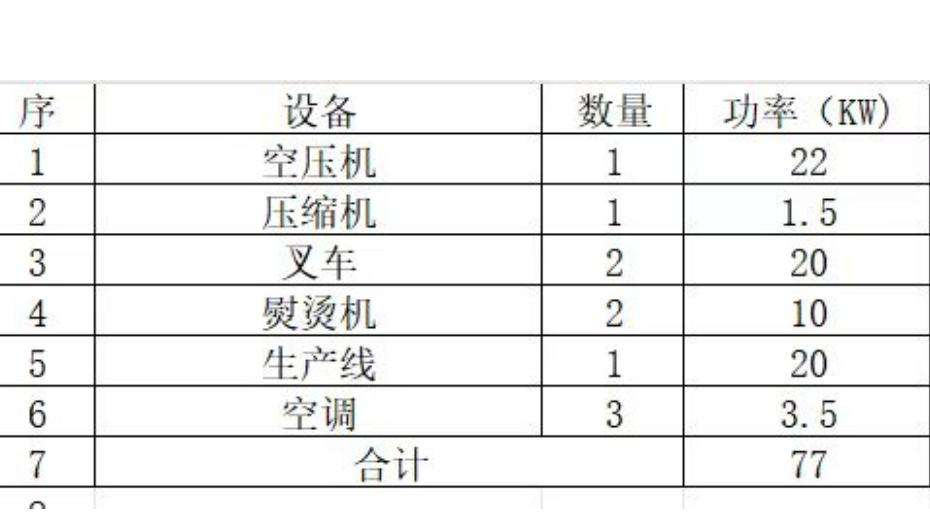 序 设备 数量 功率（KW）
1 空压机 1 22
2 压缩机 1 1.5
3 叉车 2 20
4 熨烫机 2 10
5 生产线 1 20
6 空调 3 3.5
7 合计 77